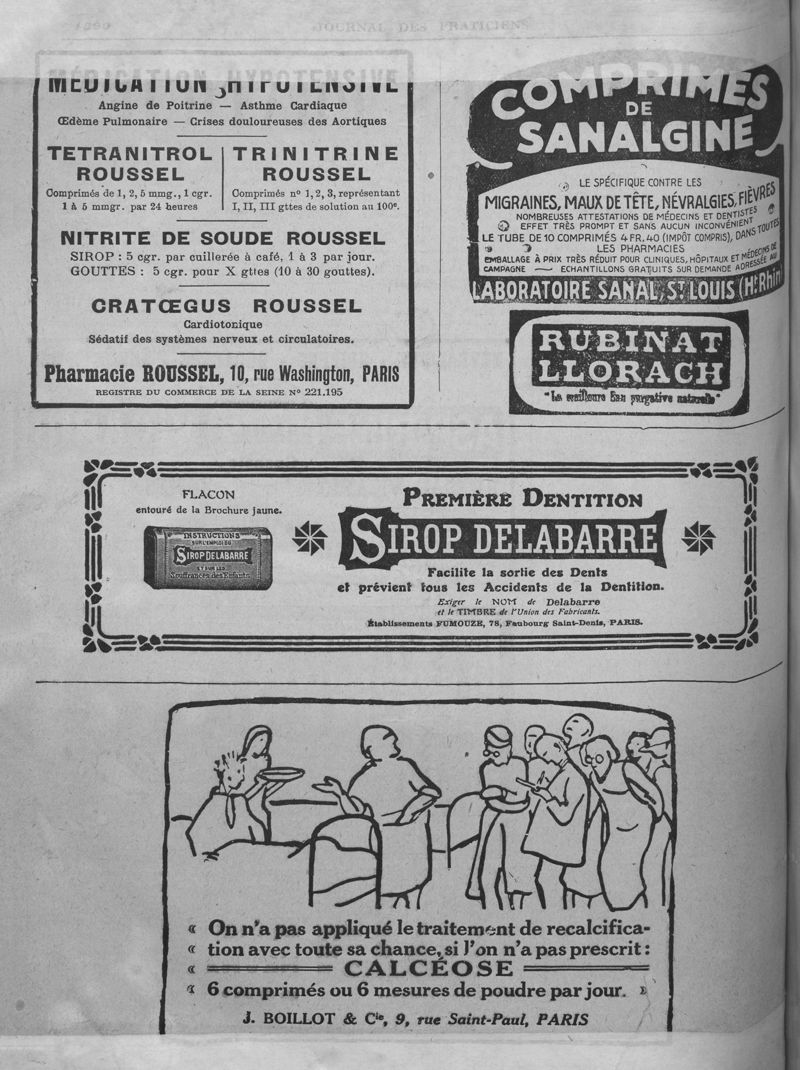 JOURNAL DES PRATICIENS
MÉDICATION HYPOTENSIVE
Angine de Poitrine — Asthme Cardiaque
Œdème Pulmonaire — Crises douloureuses des Aortiques
TETRANITROL
ROUSSEL
Comprimés de 1, 2, 5 mmg., 1 cgr.
1 à 5 mmgr. par 24 heures
TRINITRINE
ROUSSEL
Comprimés nº 1, 2, 3, représentant
I, II, III gttes de solution au 100e.
NITRITE DE SOUDE ROUSSEL
SIROP : 5 cgr. par cuillerée à café, 1 à 3 par jour.
GOUTTES : 5 cgr. pour X gttes (10 à 30 gouttes).
CRATŒGUS ROUSSEL
Cardiotonique
Sédatif des systèmes nerveux et circulatoires.
Pharmacie ROUSSEL, 10, rue Washington, PARIS
REGISTRE DU COMMERCE DE LA SEINE Nº 221.195
COMPRIMÉS
DE
SANALGINE
LE SPÉCIFIQUE CONTRE LES
MIGRAINES, MAUX DE TÊTE, NÉVRALGIES, FIÈVRES
NOMBREUSES ATTESTATIONS DE MÉDECINS ET DENTISTES
EFFET TRÈS PROMPT ET SANS AUCUN INCONVÉNIENT
LE TUBE DE 10 COMPRIMÉS 4 FR. 40 (IMPÔT COMPRIS), DANS TOUTES
LES PHARMACIES
EMBALLAGE À PRIX TRÈS RÉDUIT POUR CLINIQUES, HÔPITAUX ET MÉDECINS DE
CAMPAGNE — ECHANTILLONS GRATUITS SUR DEMANDE ADRESSÉE AU
LABORATOIRE SANAL, ST LOUIS (Ht Rhin)
RUBINAT
LLORACH
"La meilleure Eau purgative naturelle"
FLACON
entouré de la Brochure jaune.
INSTRUCTIONS
SUR L'EMPLOI DU
SIROP DELABARRE
ET SUR LES
Souffrances des Enfants
PREMIÈRE DENTITION
SIROP DELABARRE
Facilite la sortie des Dents
et prévient tous les Accidents de la Dentition.
Exiger le NOM de Delabarre
et le TIMBRE de l'Union des Fabricants.
Établissements FUMOUZE, 78, Faubourg Saint-Denis, PARIS.
« On n'a pas appliqué le traitement de recalcifica-
« tion avec toute sa chance, si l'on n'a pas prescrit :
« CALCÉOSE
« 6 comprimés ou 6 mesures de poudre par jour. »
J. BOILLOT & Cie, 9, rue Saint-Paul, PARIS